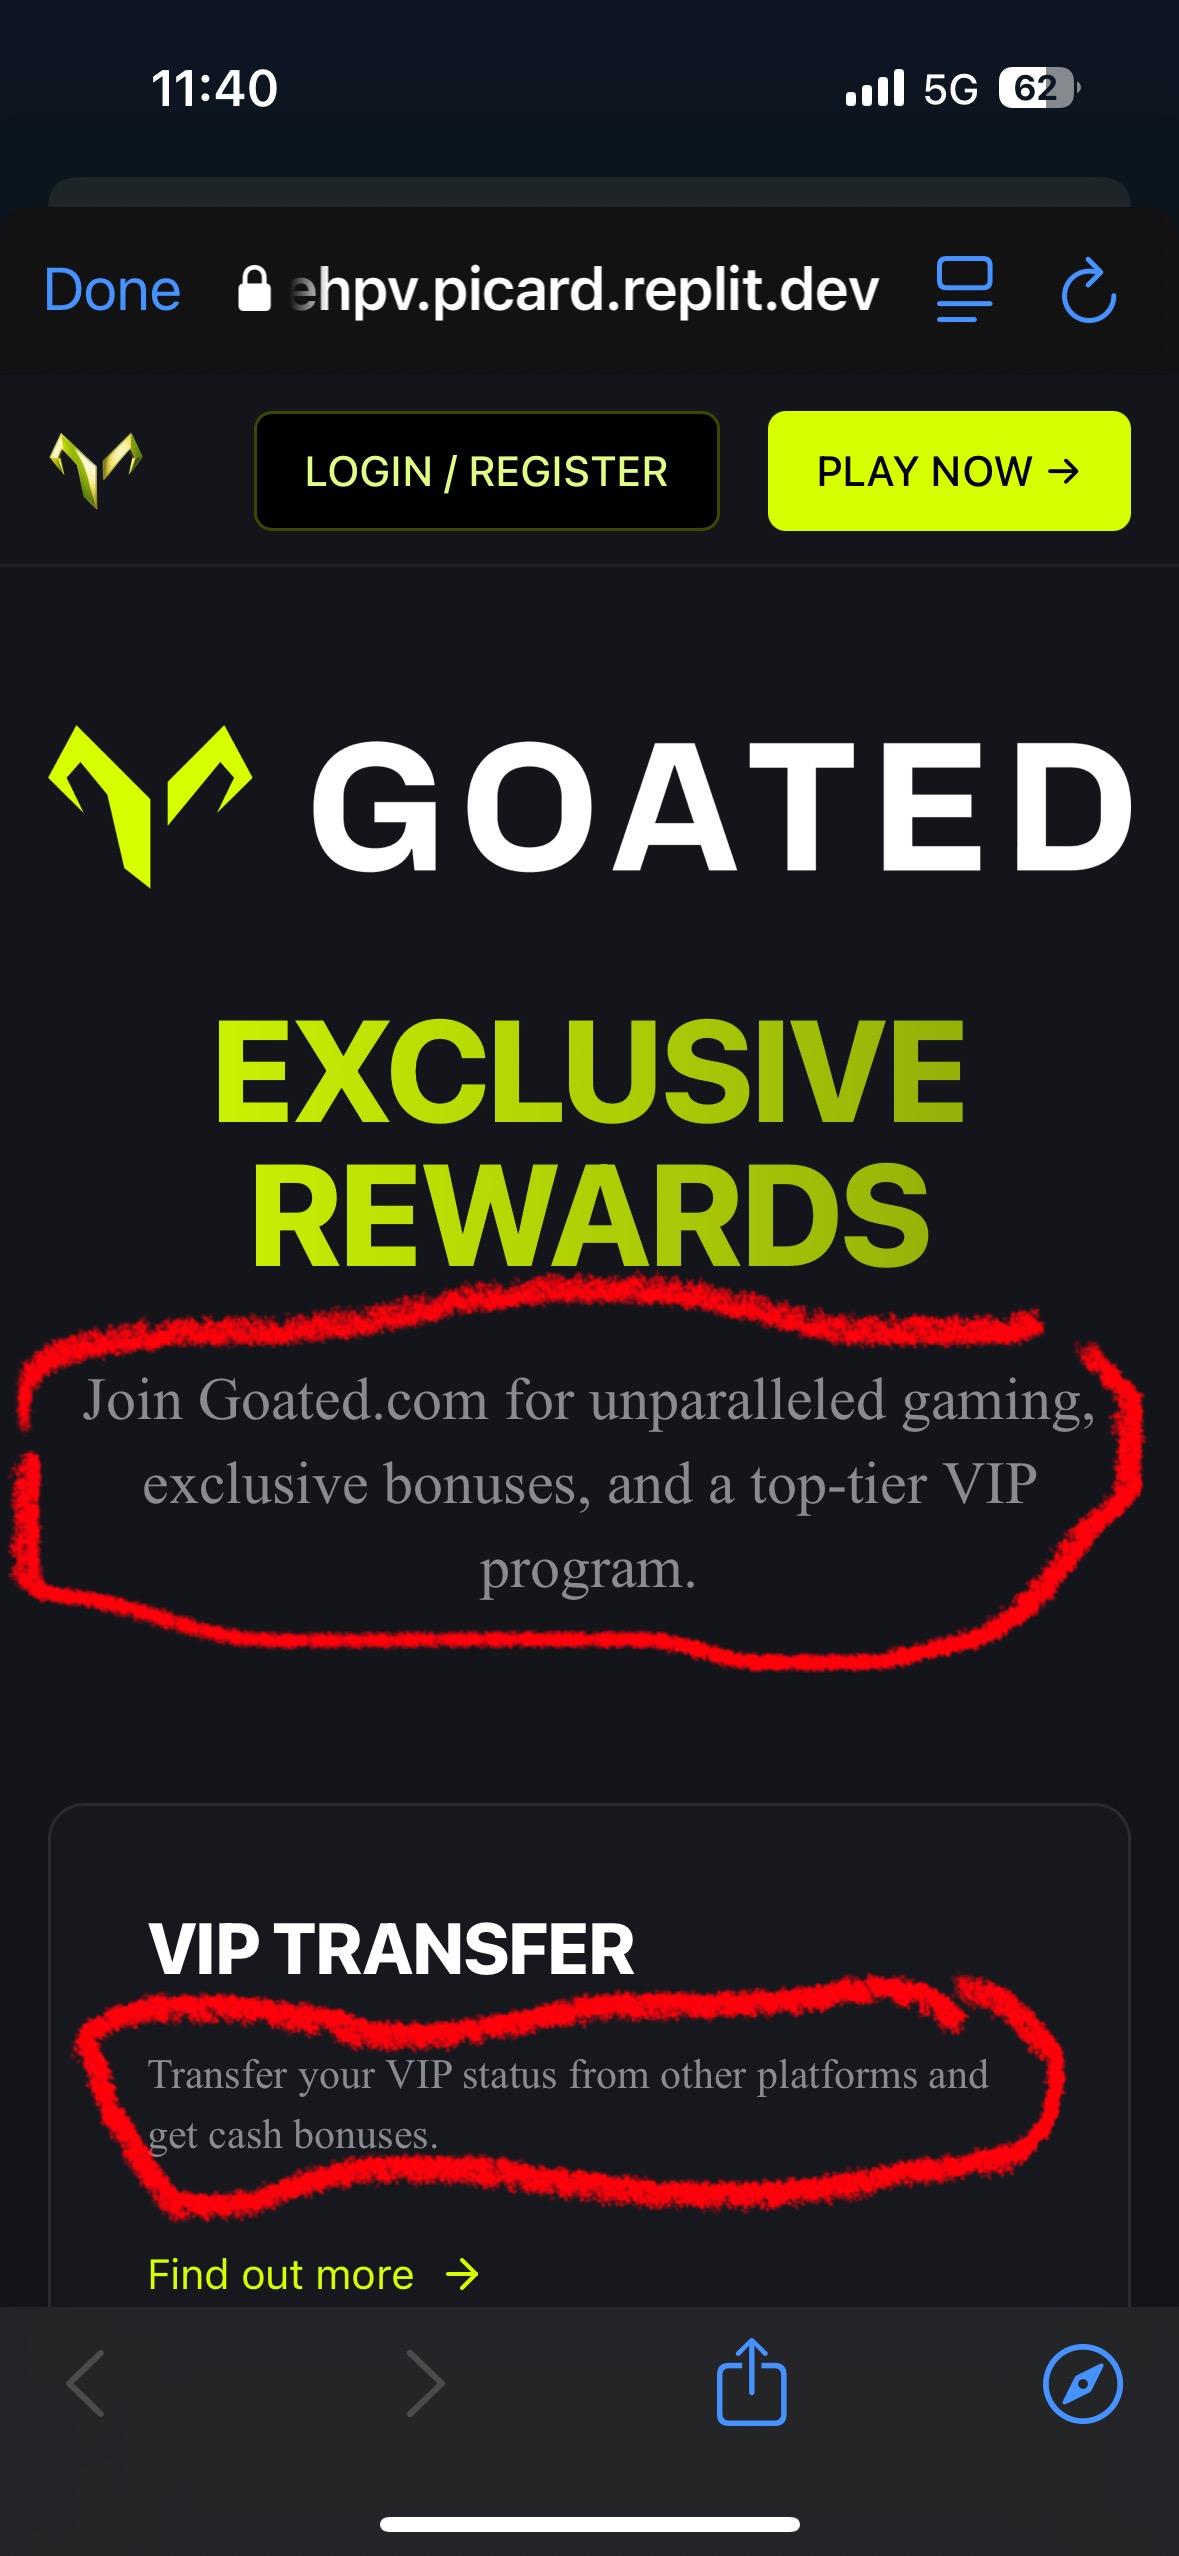 11:40
5G 62
Done
ehpv.picard.replit.dev
LOGIN / REGISTER
PLAY NOW →
GOATED
EXCLUSIVE
REWARDS
Join Goated.com for unparalleled gaming,
exclusive bonuses, and a top-tier VIP
program.
VIP TRANSFER
Transfer your VIP status from other platforms and
get cash bonuses.
Find out more →